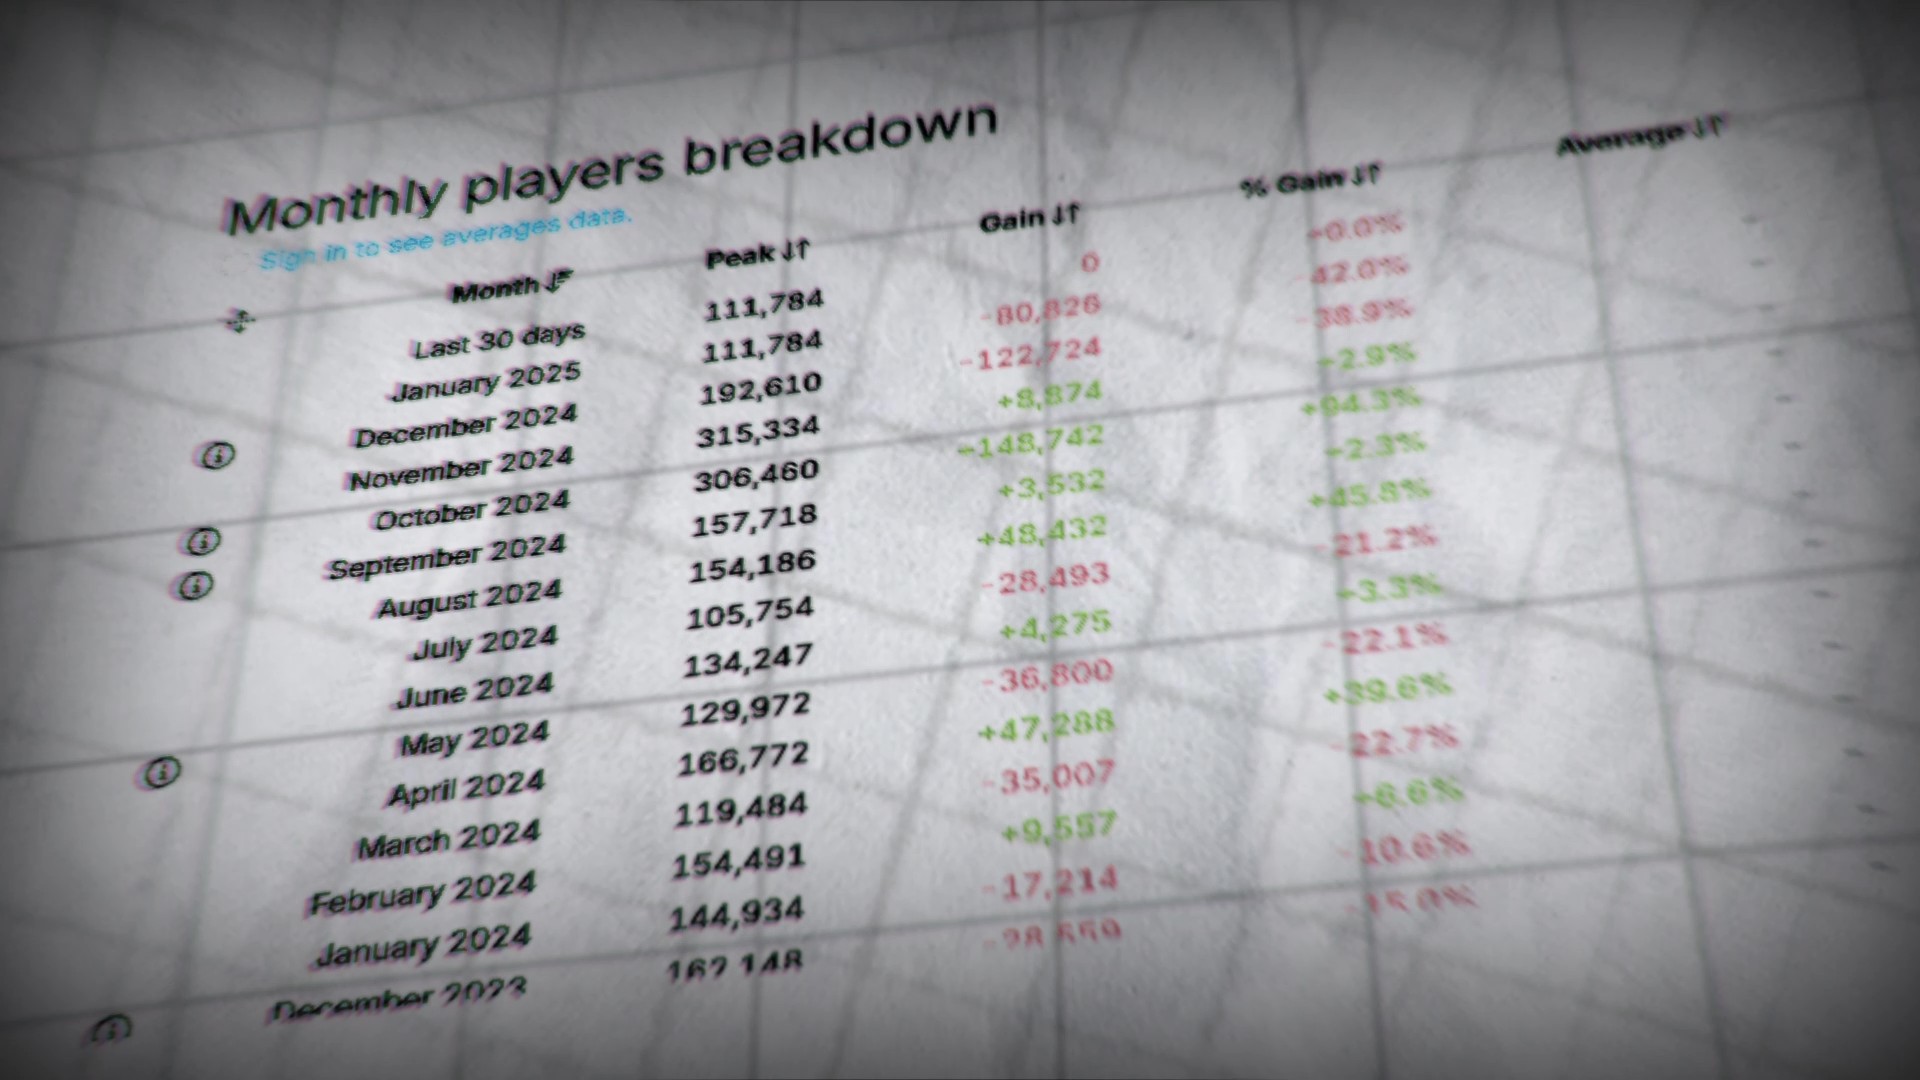 Monthly players breakdown
Sign in to see averages data.
Month Peak Gain % Gain Average
Last 30 days 111,784 0 +0.0%
January 2025 111,784 -80,826 -42.0%
December 2024 192,610 -122,724 -38.9%
November 2024 315,334 +8,874 +2.9%
October 2024 306,460 +148,742 +94.3%
September 2024 157,718 +3,532 +2.3%
August 2024 154,186 +48,432 +45.8%
July 2024 105,754 -28,493 -21.2%
June 2024 134,247 +4,275 +3.3%
May 2024 129,972 -36,800 -22.1%
April 2024 166,772 +47,288 +39.6%
March 2024 119,484 -35,007 -22.7%
February 2024 154,491 +9,557 +6.6%
January 2024 144,934 -17,214 -10.6%
December 2023 162,148 -15.0%